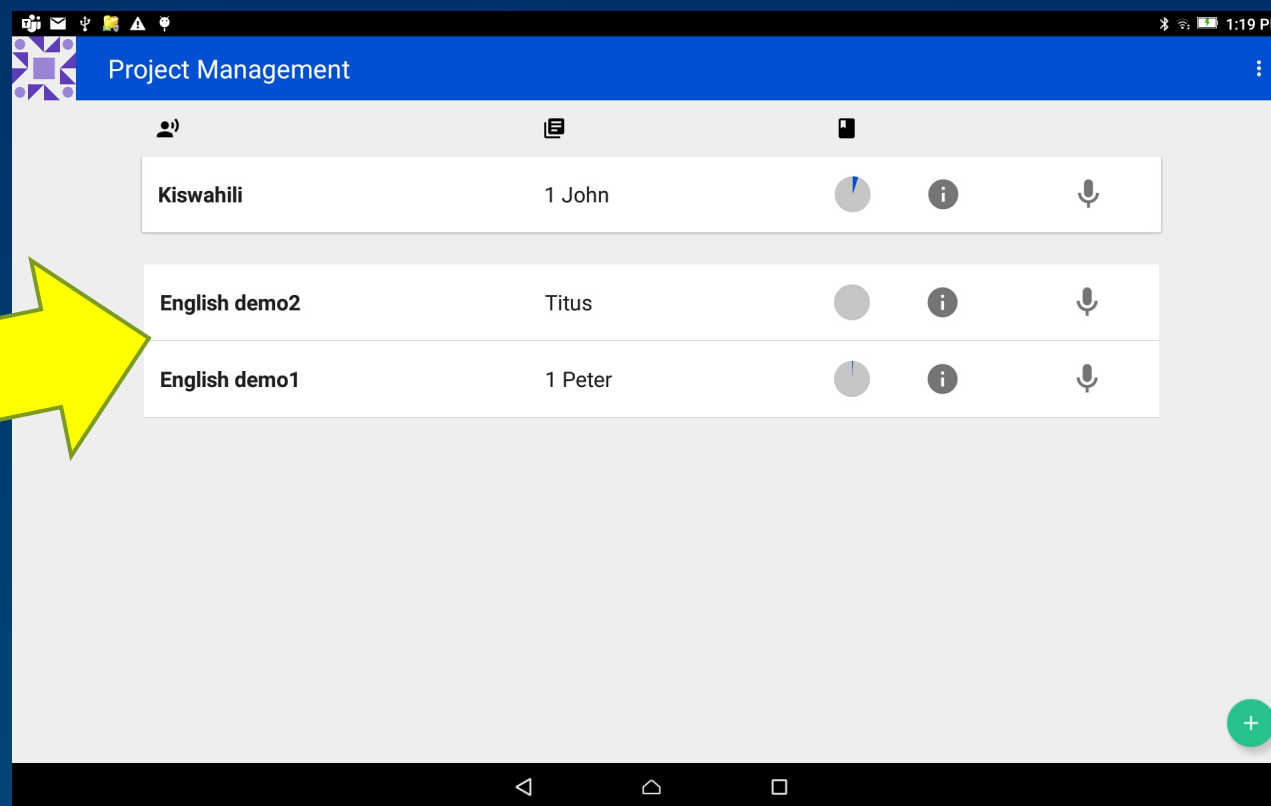 1:19 P
Project Management
Kiswahili 1 John
English demo2 Titus
English demo1 1 Peter